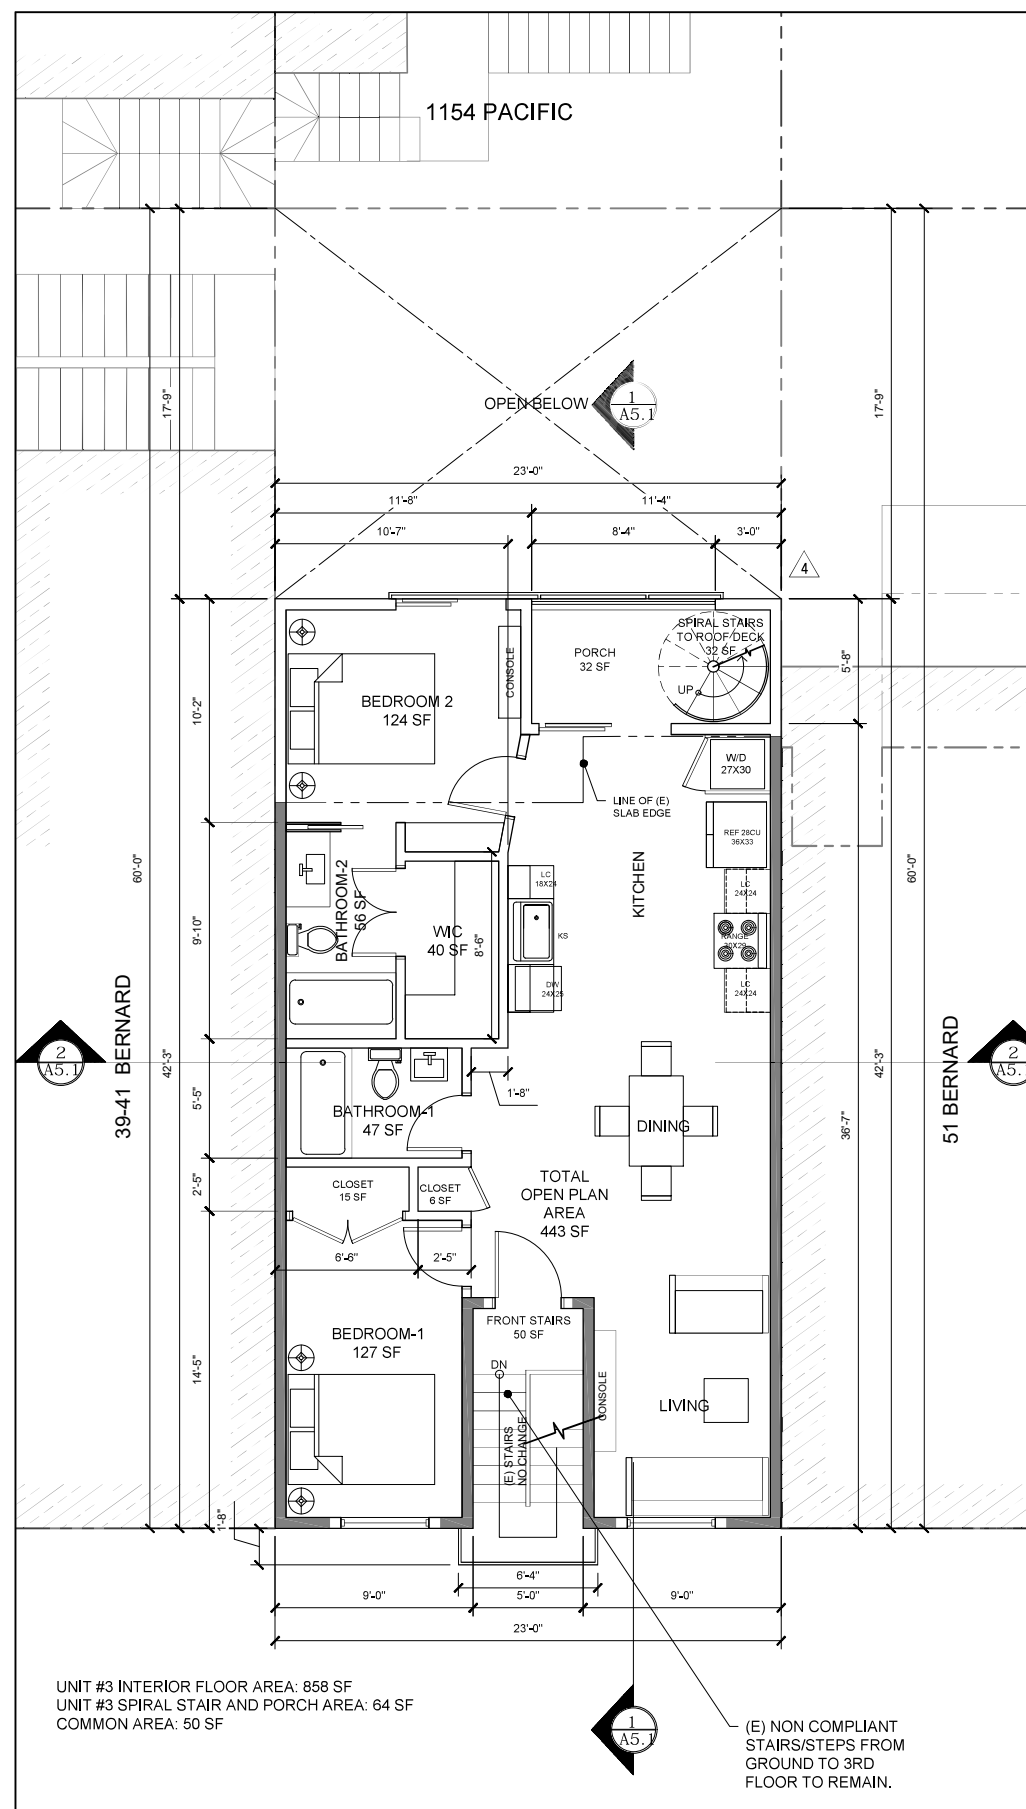 1154 PACIFIC
OPEN BELOW
1
A5.1
17'-9"
17'-9"
23'-0"
11'-8"
11'-4"
10'-7"
8'-4"
3'-0"
4
SPIRAL STAIRS
TO ROOF DECK
32 SF
PORCH
32 SF
UP
CONSOLE
BEDROOM 2
124 SF
5'-8"
10'-2"
W/D
27X30
LINE OF (E)
SLAB EDGE
REF 28CU
36X33
KITCHEN
LC
18X24
LC
24X24
BATHROOM-2
56 SF
WIC
40 SF
8'-6"
KS
RANGE
30X29
DW
24X25
LC
24X24
60'-0"
9'-10"
60'-0"
39-41 BERNARD
51 BERNARD
2
A5.1
2
A5.1
42'-3"
42'-3"
5'-5"
1'-8"
BATHROOM-1
47 SF
DINING
36'-7"
2'-5"
CLOSET
15 SF
CLOSET
6 SF
TOTAL
OPEN PLAN
AREA
443 SF
6'-6"
2'-5"
BEDROOM-1
127 SF
FRONT STAIRS
50 SF
DN
14'-5"
CONSOLE
LIVING
(E) STAIRS
NO CHANGE
1'-8"
6'-4"
9'-0"
5'-0"
9'-0"
23'-0"
UNIT #3 INTERIOR FLOOR AREA: 858 SF
UNIT #3 SPIRAL STAIR AND PORCH AREA: 64 SF
COMMON AREA: 50 SF
1
A5.1
(E) NON COMPLIANT
STAIRS/STEPS FROM
GROUND TO 3RD
FLOOR TO REMAIN.